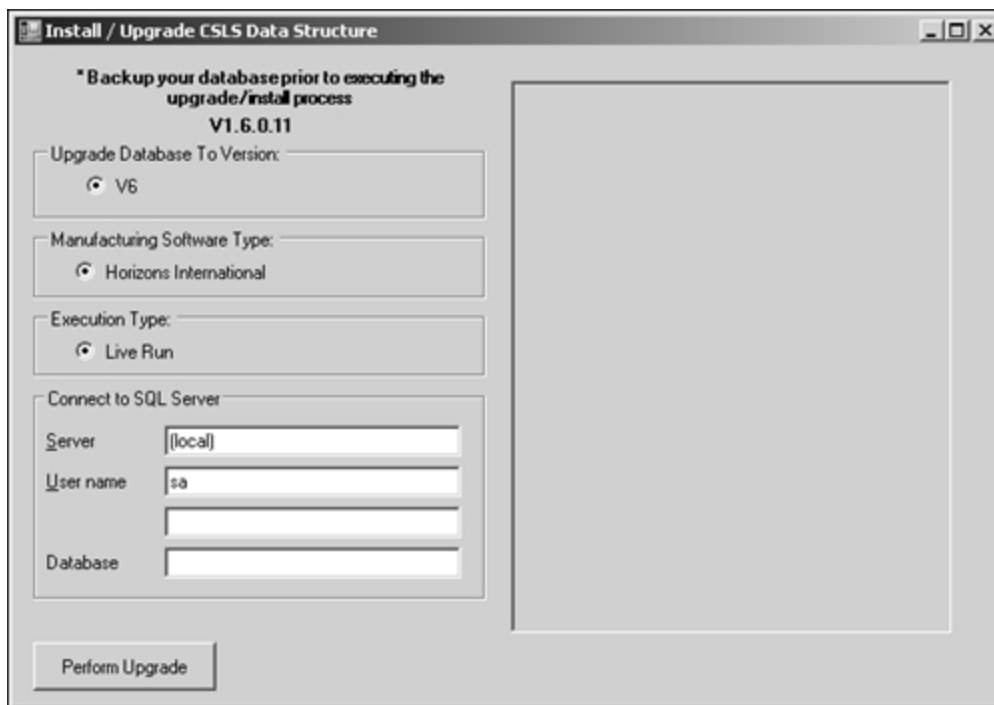 Install / Upgrade CSLS Data Structure
*Backup your database prior to executing the
upgrade/install process
V1.6.0.11
Upgrade Database To Version:
V6
Manufacturing Software Type:
Horizons International
Execution Type:
Live Run
Connect to SQL Server
Server
(local)
User name
sa
Database
Perform Upgrade